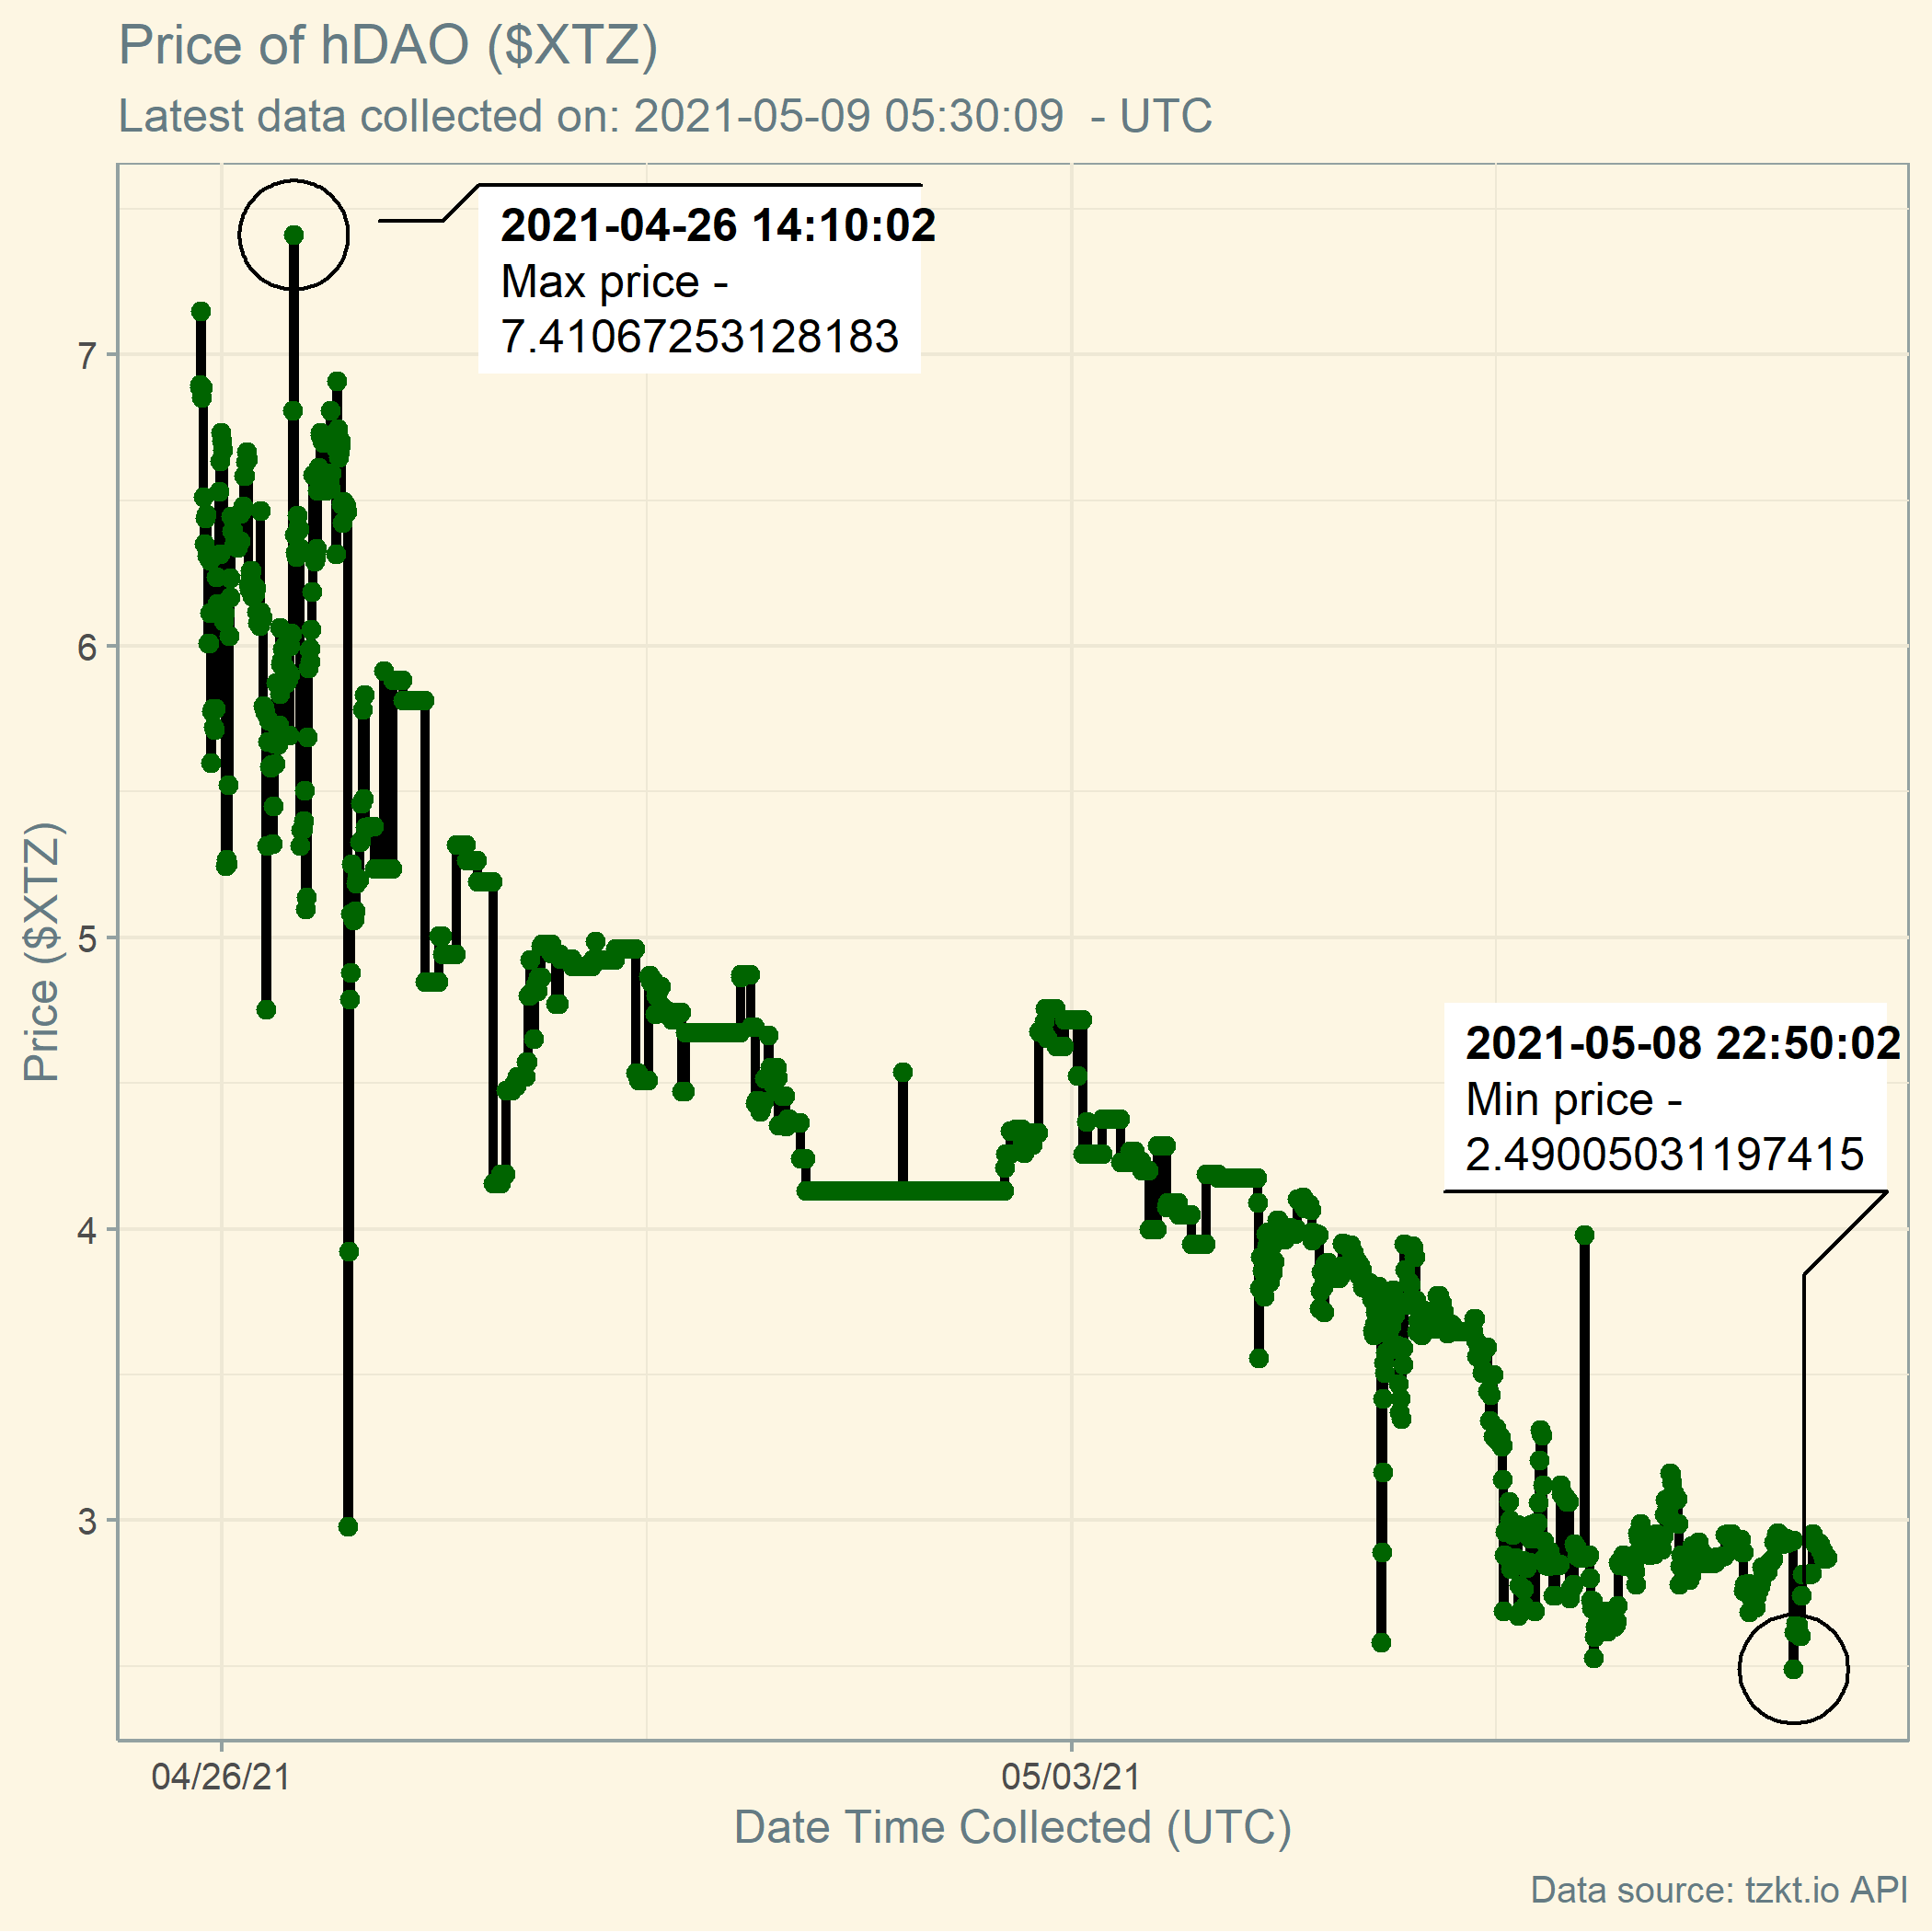 Price of hDAO ($XTZ)
Latest data collected on: 2021-05-09 05:30:09  - UTC
2021-04-26 14:10:02
Max price -
7.41067253128183
7
6
5
4
3
Price ($XTZ)
2021-05-08 22:50:02
Min price -
2.49005031197415
04/26/21
05/03/21
Date Time Collected (UTC)
Data source: tzkt.io API